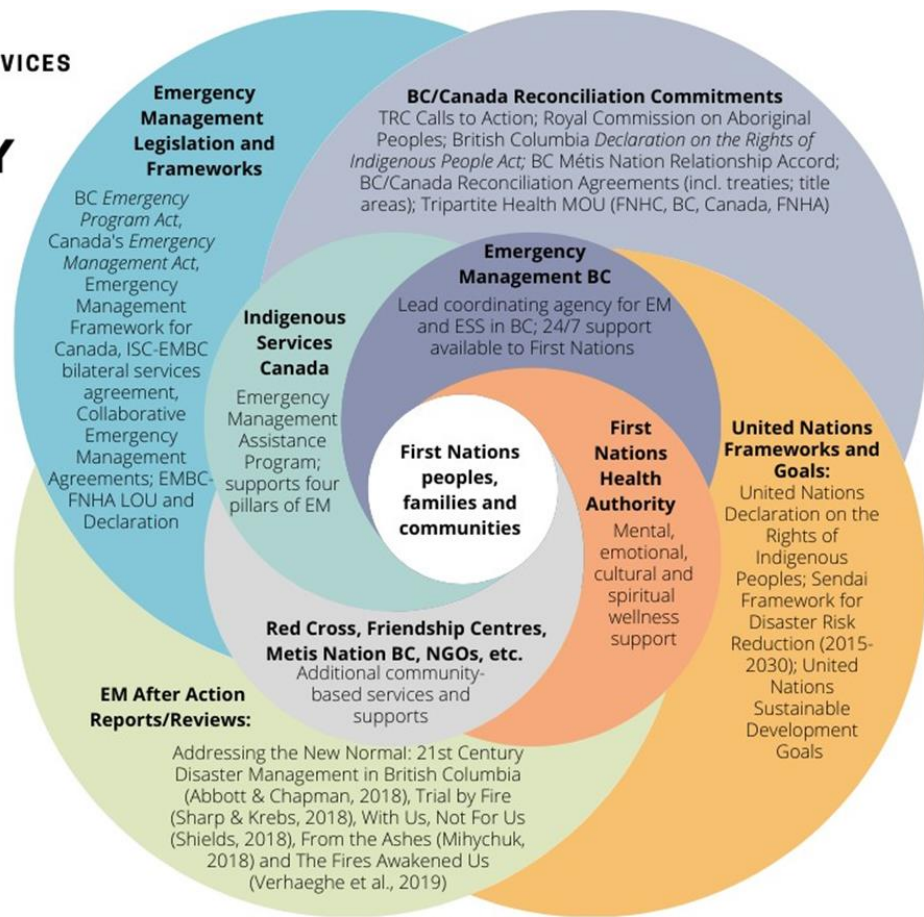 VICES
Y
Emergency
Management
Legislation and
Frameworks
BC Emergency
Program Act,
Canada's Emergency
Management Act,
Emergency
Management
Framework for
Canada, ISC-EMBC
bilateral services
agreement,
Collaborative
Emergency
Management
Agreements; EMBC-
FNHA LOU and
Declaration
BC/Canada Reconciliation Commitments
TRC Calls to Action; Royal Commission on Aboriginal
Peoples; British Columbia Declaration on the Rights of
Indigenous People Act; BC Métis Nation Relationship Accord;
BC/Canada Reconciliation Agreements (incl. treaties; title
areas); Tripartite Health MOU (FNHC, BC, Canada, FNHA)
Emergency
Management BC
Lead coordinating agency for EM
and ESS in BC; 24/7 support
available to First Nations
Indigenous
Services
Canada
Emergency
Management
Assistance
Program;
supports four
pillars of EM
First Nations
peoples,
families and
communities
First
Nations
Health
Authority
Mental,
emotional,
cultural and
spiritual
wellness
support
United Nations
Frameworks and
Goals:
United Nations
Declaration on the
Rights of
Indigenous
Peoples; Sendai
Framework for
Disaster Risk
Reduction (2015-
2030); United
Nations
Sustainable
Development
Goals
Red Cross, Friendship Centres,
Metis Nation BC, NGOs, etc.
Additional community-
based services and
supports
EM After Action
Reports/Reviews:
Addressing the New Normal: 21st Century
Disaster Management in British Columbia
(Abbott & Chapman, 2018), Trial by Fire
(Sharp & Krebs, 2018), With Us, Not For Us
(Shields, 2018), From the Ashes (Mihychuk,
2018) and The Fires Awakened Us
(Verhaeghe et al., 2019)